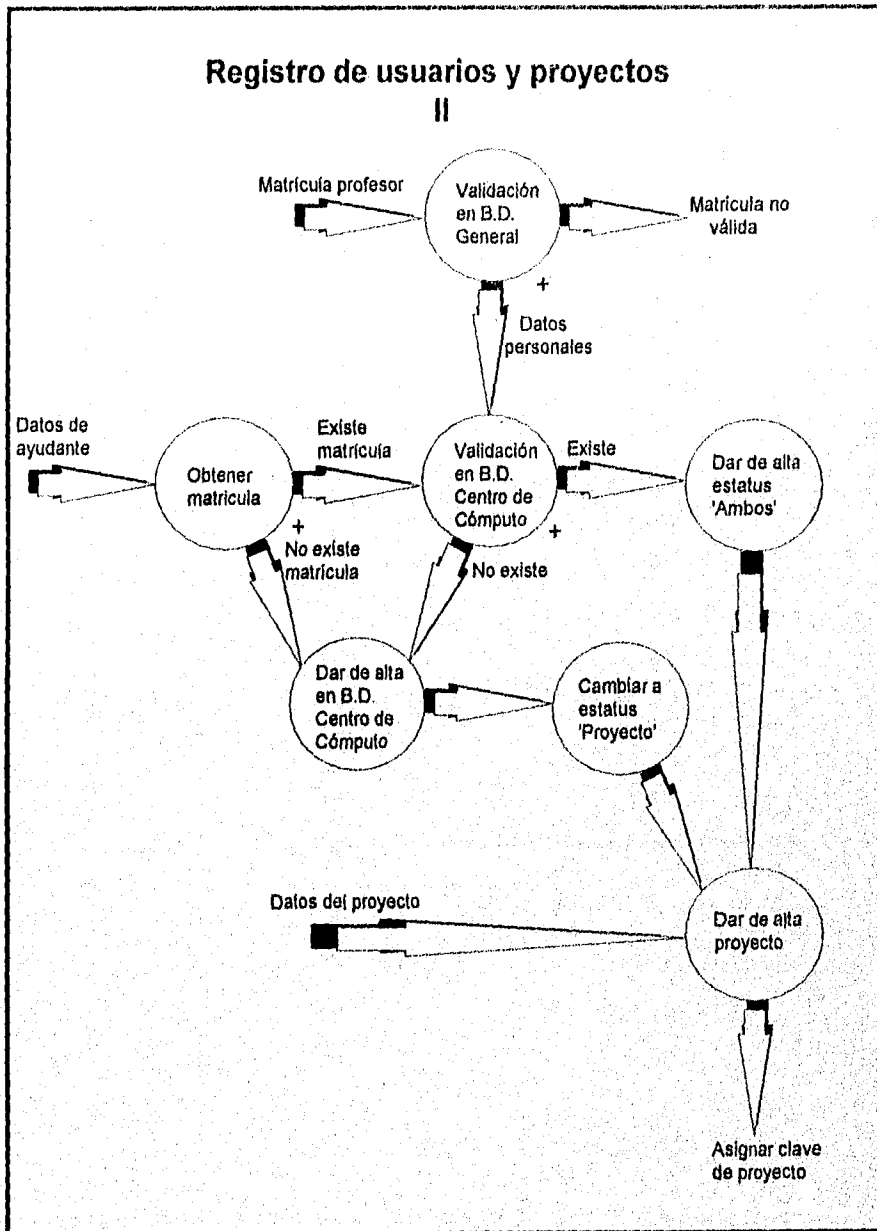 Registro de usuarios y proyectos
II
Matrícula profesor
Validación
en B.D.
General
Matrícula no
válida
+
Datos
personales
Datos de
ayudante
Obtener
matricula
Existe
matrícula
Validación
en B.D.
Centro de
Cómputo
Existe
Dar de alta
estatus
'Ambos'
+
+
No existe
matrícula
No existe
Dar de alta
en B.D.
Centro de
Cómputo
Cambiar a
estatus
'Proyecto'
Datos del proyecto
Dar de alta
proyecto
Asignar clave
de proyecto